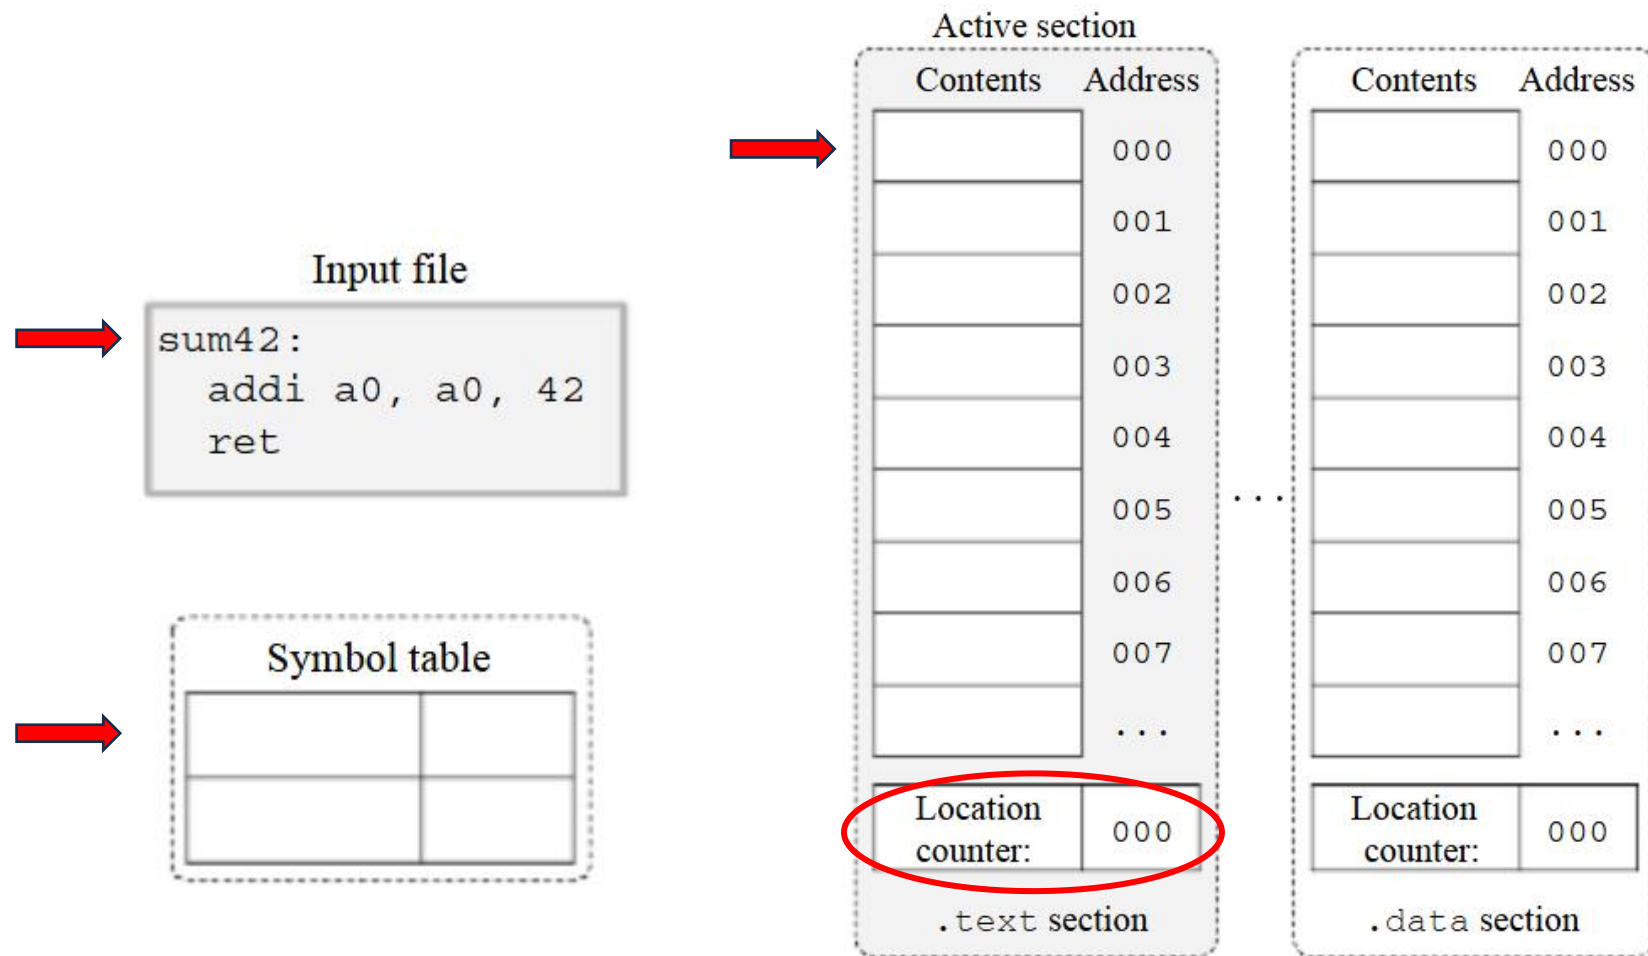 Active section
Contents Address
000
001
002
003
004
005
006
007
...
Location
counter:
000
.text section
...
Contents Address
000
001
002
003
004
005
006
007
...
Location
counter:
000
.data section
Input file
sum42:
addi a0, a0, 42
ret
Symbol table